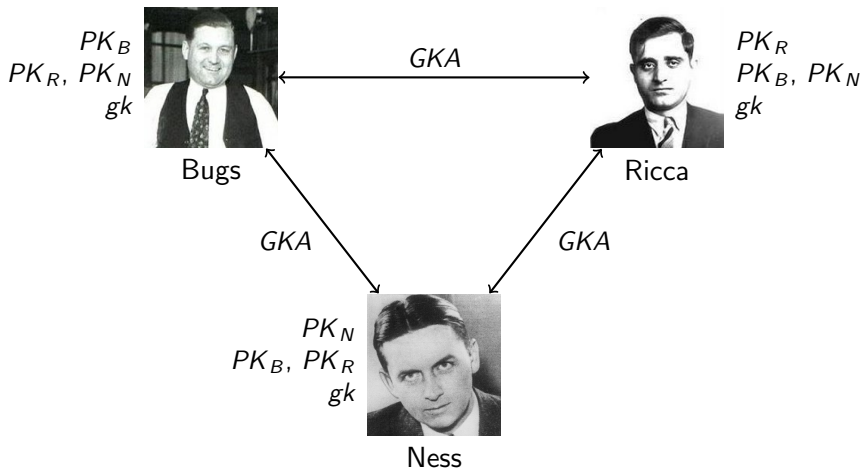 PK_B
PK_R, PK_N
gk
GKA
PK_R
PK_B, PK_N
gk
Bugs
Ricca
GKA
GKA
PK_N
PK_B, PK_R
gk
Ness